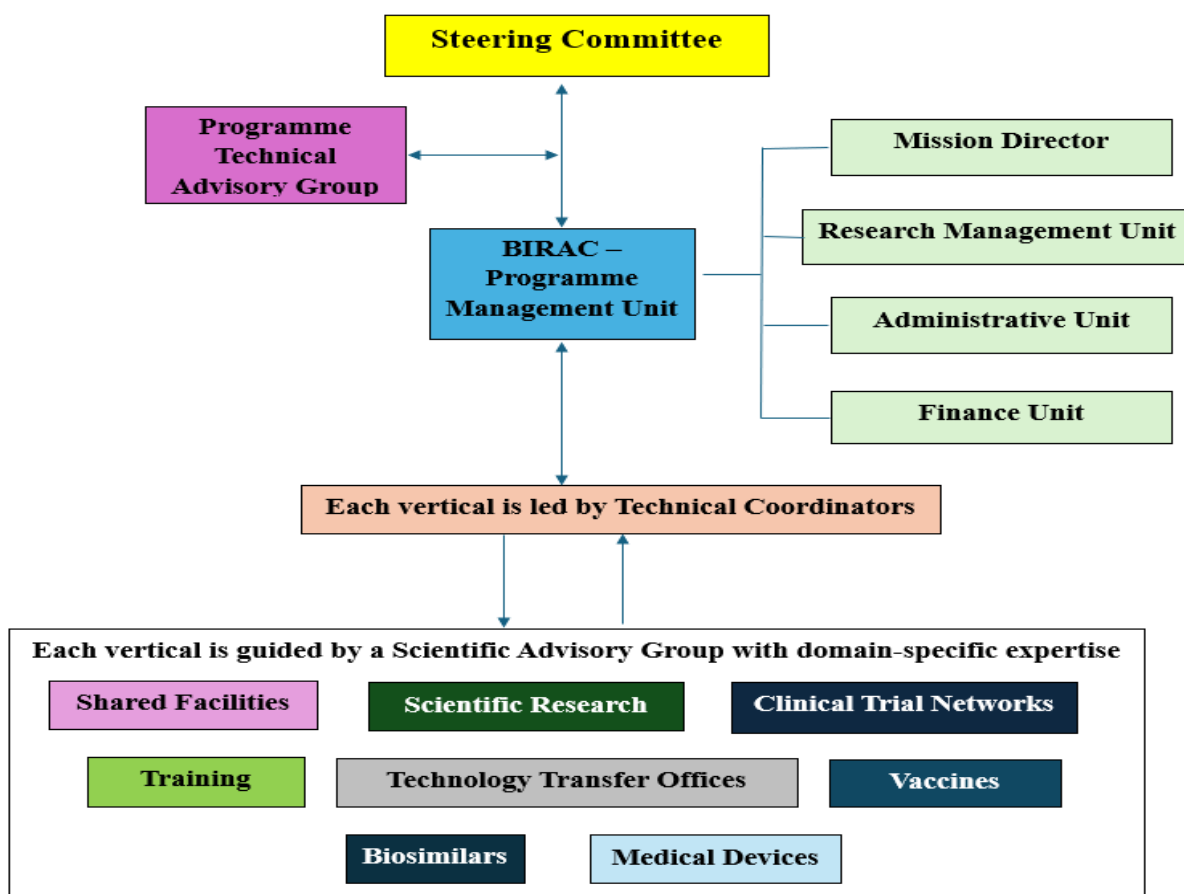 Steering Committee
Programme
Technical
Advisory Group
Mission Director
Research Management Unit
BIRAC –
Programme
Management Unit
Administrative Unit
Finance Unit
Each vertical is led by Technical Coordinators
Each vertical is guided by a Scientific Advisory Group with domain-specific expertise
Shared Facilities
Scientific Research
Clinical Trial Networks
Training
Technology Transfer Offices
Vaccines
Biosimilars
Medical Devices